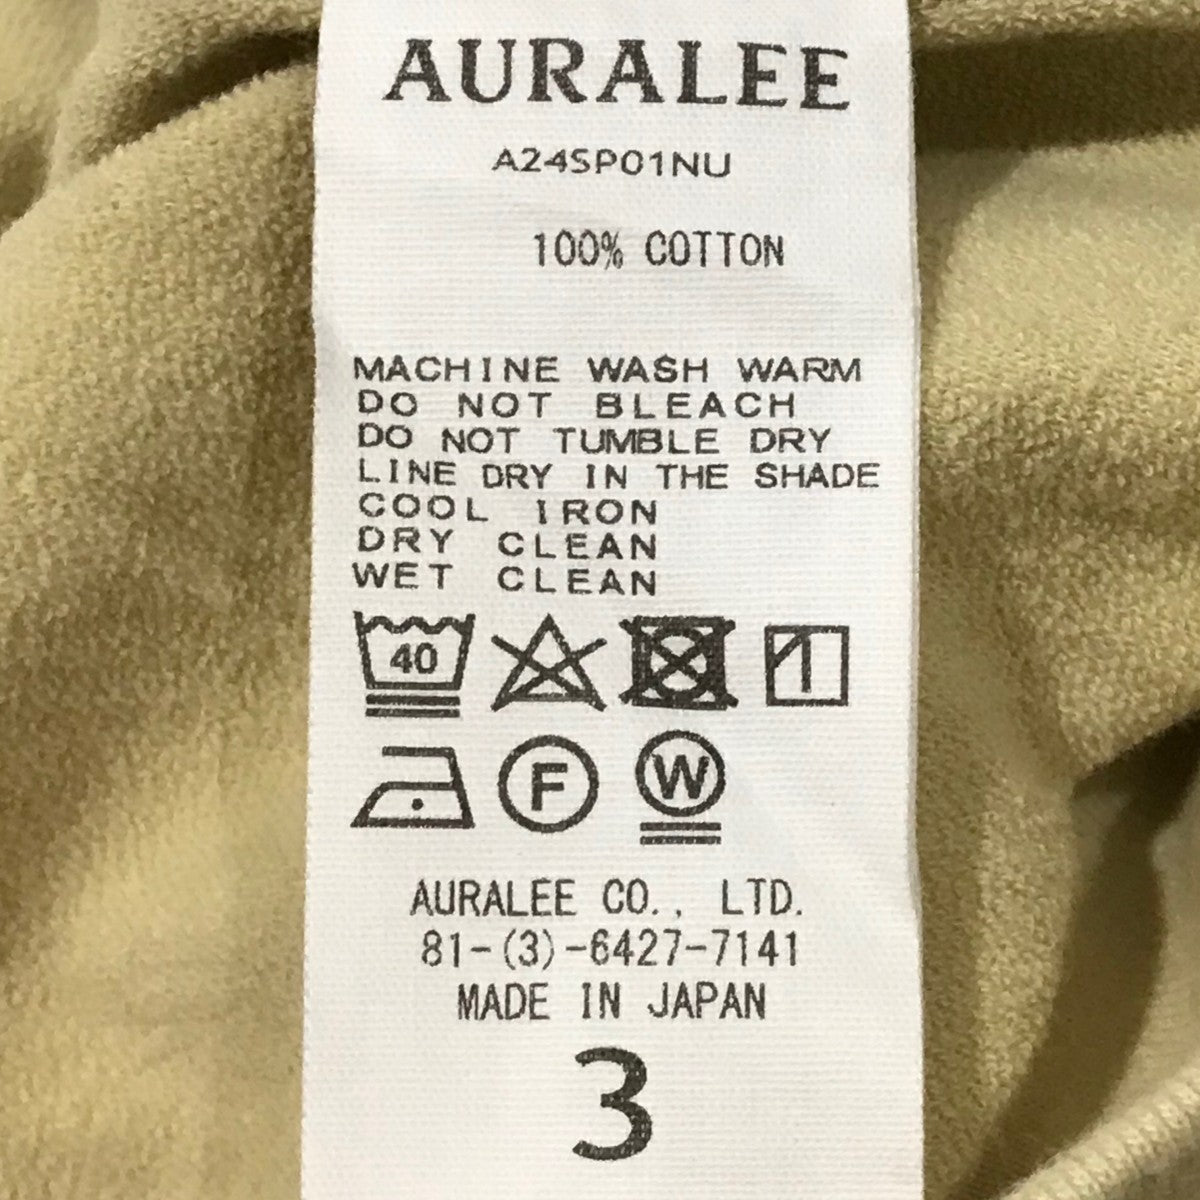 AURALEE
A24SP01NU
100% COTTON
MACHINE WASH WARM
DO NOT BLEACH
DO NOT TUMBLE DRY
LINE DRY IN THE SHADE
COOL IRON
DRY CLEAN
WET CLEAN
40
F W
AURALEE CO., LTD.
81-(3)-6427-7141
MADE IN JAPAN
3